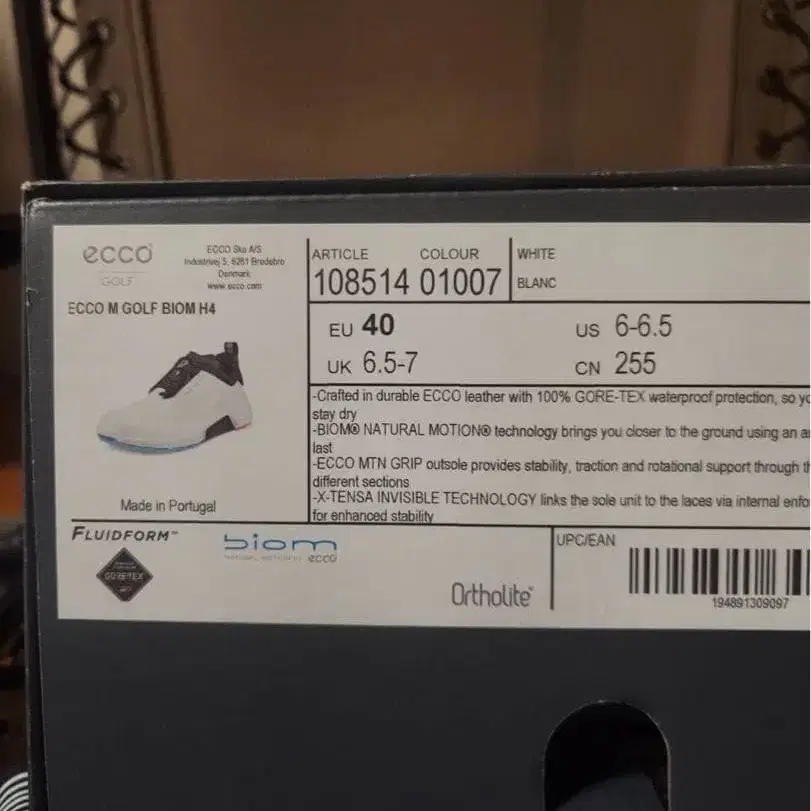 ecco
GOLF
ECCO Sko A/S
Industrivej 5, 6261 Bredebro
Denmark
www.ecco.com
ECCO M GOLF BIOM H4
Made in Portugal
ARTICLE COLOUR
108514 01007
WHITE
BLANC
EU 40 US 6-6.5
UK 6.5-7 CN 255
-Crafted in durable ECCO leather with 100% GORE-TEX waterproof protection, so
stay dry
-BIOM® NATURAL MOTION® technology brings you closer to the ground using an
last
-ECCO MTN GRIP outsole provides stability, traction and rotational support through
different sections
-X-TENSA INVISIBLE TECHNOLOGY links the sole unit to the laces via internal
for enhanced stability
FLUIDFORM™
GORE-TEX
biom
NATURAL MOTION BY ecco
Ortholite®
UPC/EAN
194891309097